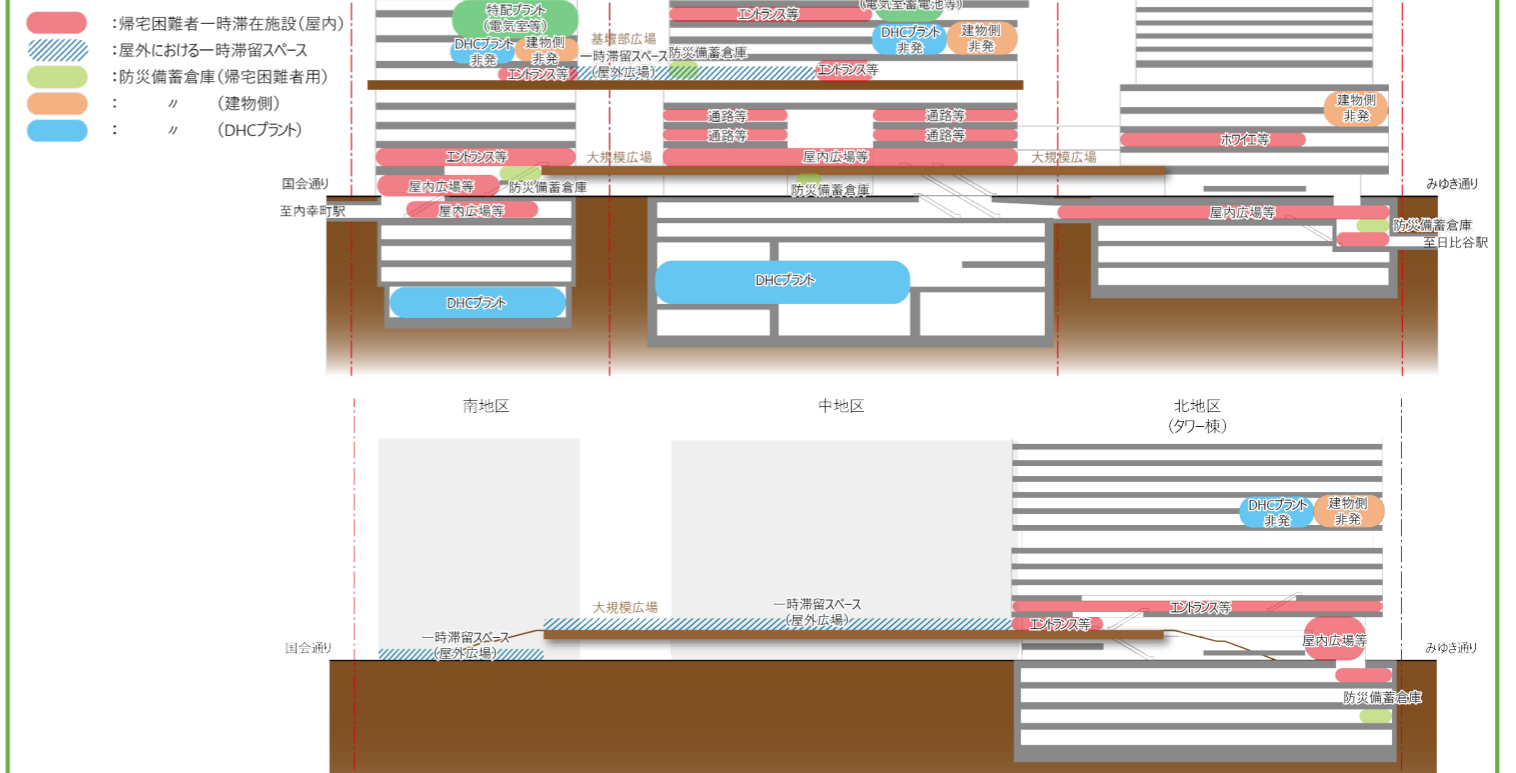 ：帰宅困難者一時滞在施設（屋内）
：屋外における一時滞留スペース
：防災備蓄倉庫（帰宅困難者用）
： 〃 （建物側）
： 〃 （DHCプラント）
特配プラント
（電気室等）
DHCプラント
非発
建物側
非発
エントランス等
基壇部広場
一時滞留スペース
（屋外広場）
防災備蓄倉庫
エントランス等
（電気室蓄電池等）
DHCプラント
非発
建物側
非発
エントランス等
建物側
非発
通路等
通路等
通路等
通路等
ホワイエ等
エントランス等
大規模広場
屋内広場等
大規模広場
国会通り
屋内広場等
防災備蓄倉庫
防災備蓄倉庫
みゆき通り
至内幸町駅
屋内広場等
屋内広場等
防災備蓄倉庫
至日比谷駅
DHCプラント
DHCプラント
南地区
中地区
北地区
（タワー棟）
DHCプラント
非発
建物側
非発
大規模広場
一時滞留スペース
（屋外広場）
エントランス等
エントランス等
国会通り
一時滞留スペース
（屋外広場）
屋内広場等
みゆき通り
防災備蓄倉庫